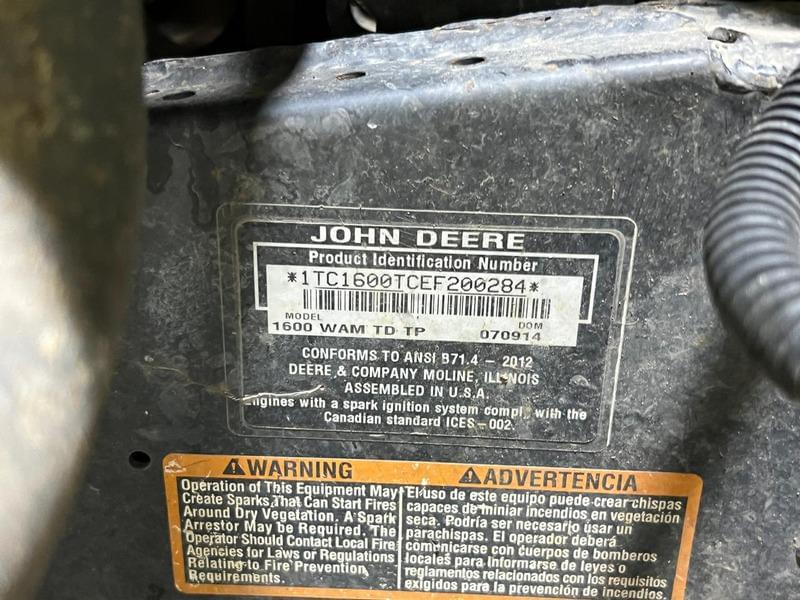 JOHN DEERE
Product Identification Number
*1TC1600TCEF200284*
MODEL DOM
1600 WAM TD TP 070914
CONFORMS TO ANSI B71.4 – 2012
DEERE & COMPANY MOLINE, ILLINOIS
ASSEMBLED IN U.S.A.
Engines with a spark ignition system compl. with the
Canadian standard ICES–002.
WARNING
Operation of This Equipment May
Create Sparks That Can Start Fires
Around Dry Vegetation. A Spark
Arrestor May be Required. The
Operator Should Contact Local Fire
Agencies for Laws or Regulations
Relating to Fire Prevention
Requirements.
ADVERTENCIA
El uso de este equipo puede crear chispas
capaces de iniciar incendios en vegetación
seca. Podría ser necesario usar un
parachispas. El operador deberá
comunicarse con cuerpos de bomberos
locales para informarse de leyes o
reglamentos relacionados con los requisitos
exigidos para la prevención de incendios.